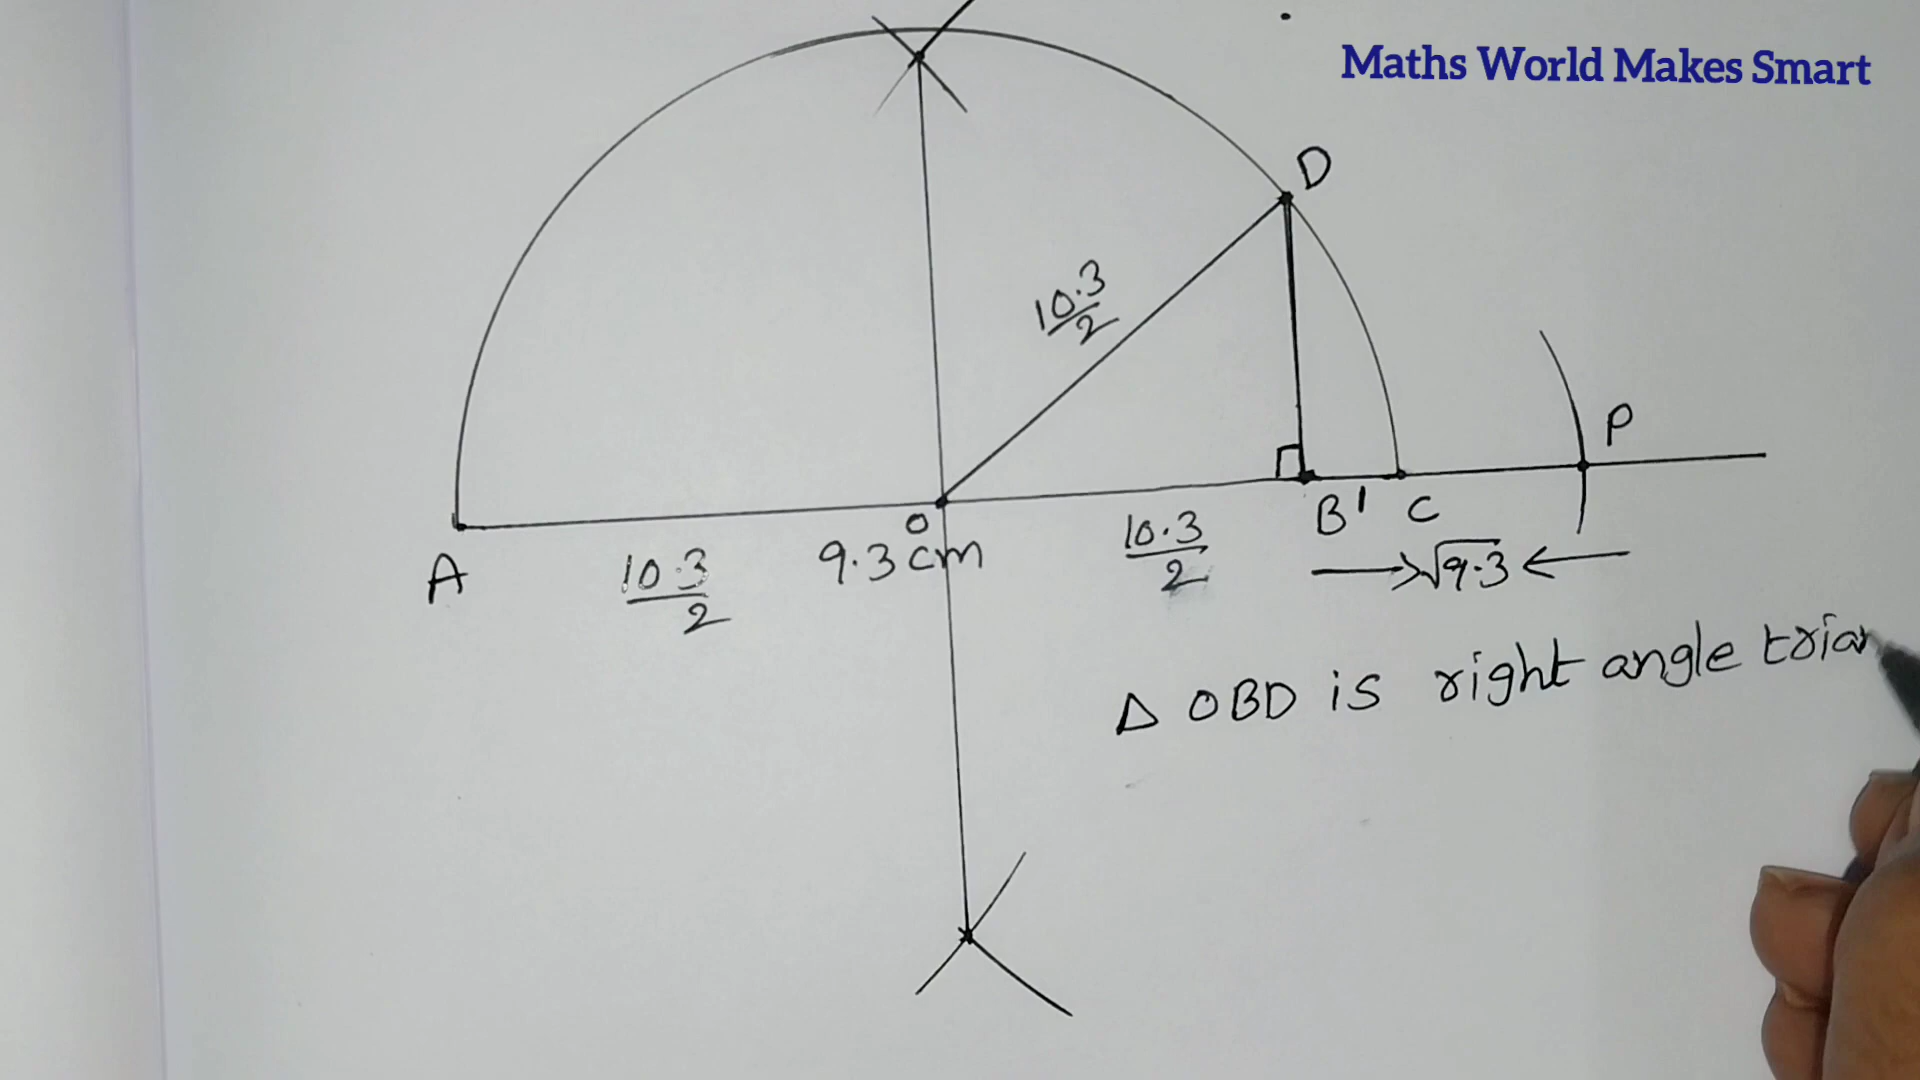 Maths World Makes Smart
D
10.3
2
P
O
B 1 C
A
10.3
2
9.3 cm
10.3
2
√9.3
Δ OBD is right angle trian